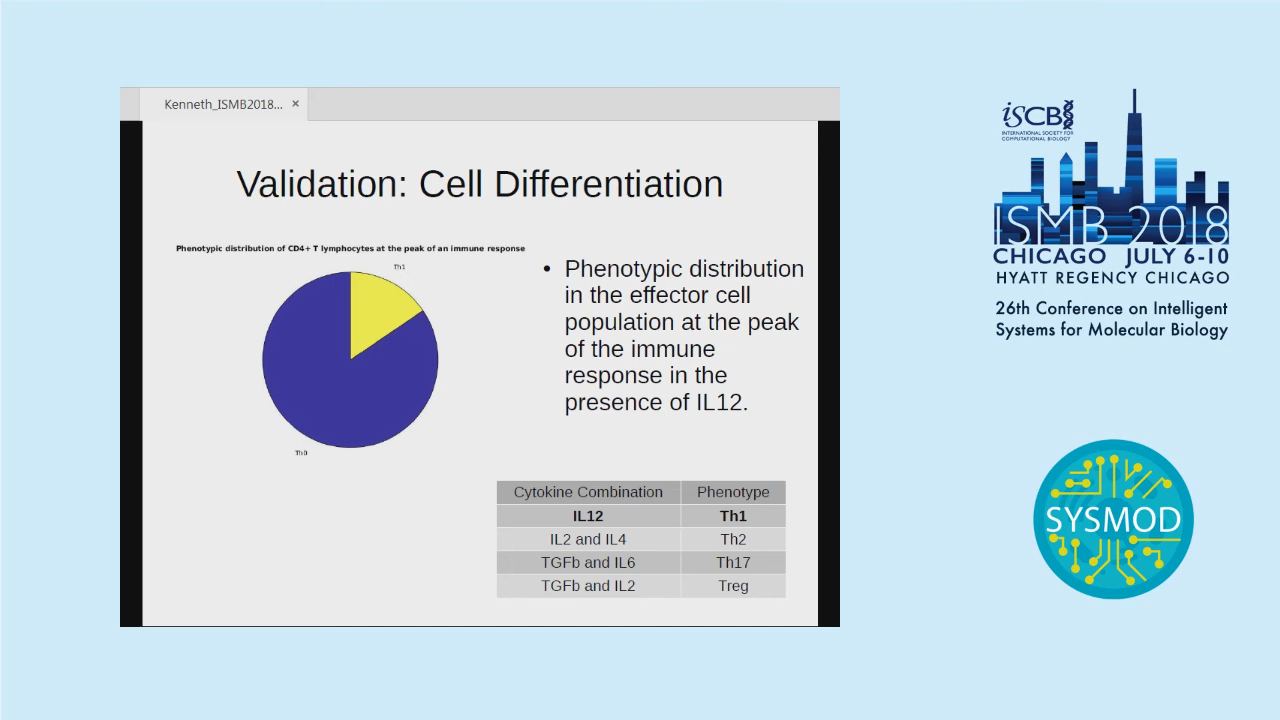 Kenneth_ISMB2018... ×
Validation: Cell Differentiation
Phenotypic distribution of CD4+ T lymphocytes at the peak of an immune response
Th1
Th0
• Phenotypic distribution
in the effector cell
population at the peak
of the immune
response in the
presence of IL12.
Cytokine Combination Phenotype
IL12 Th1
IL2 and IL4 Th2
TGFb and IL6 Th17
TGFb and IL2 Treg
iSCB
INTERNATIONAL SOCIETY FOR
COMPUTATIONAL BIOLOGY
ISMB 2018
CHICAGO JULY 6-10
HYATT REGENCY CHICAGO
26th Conference on Intelligent
Systems for Molecular Biology
SYSMOD